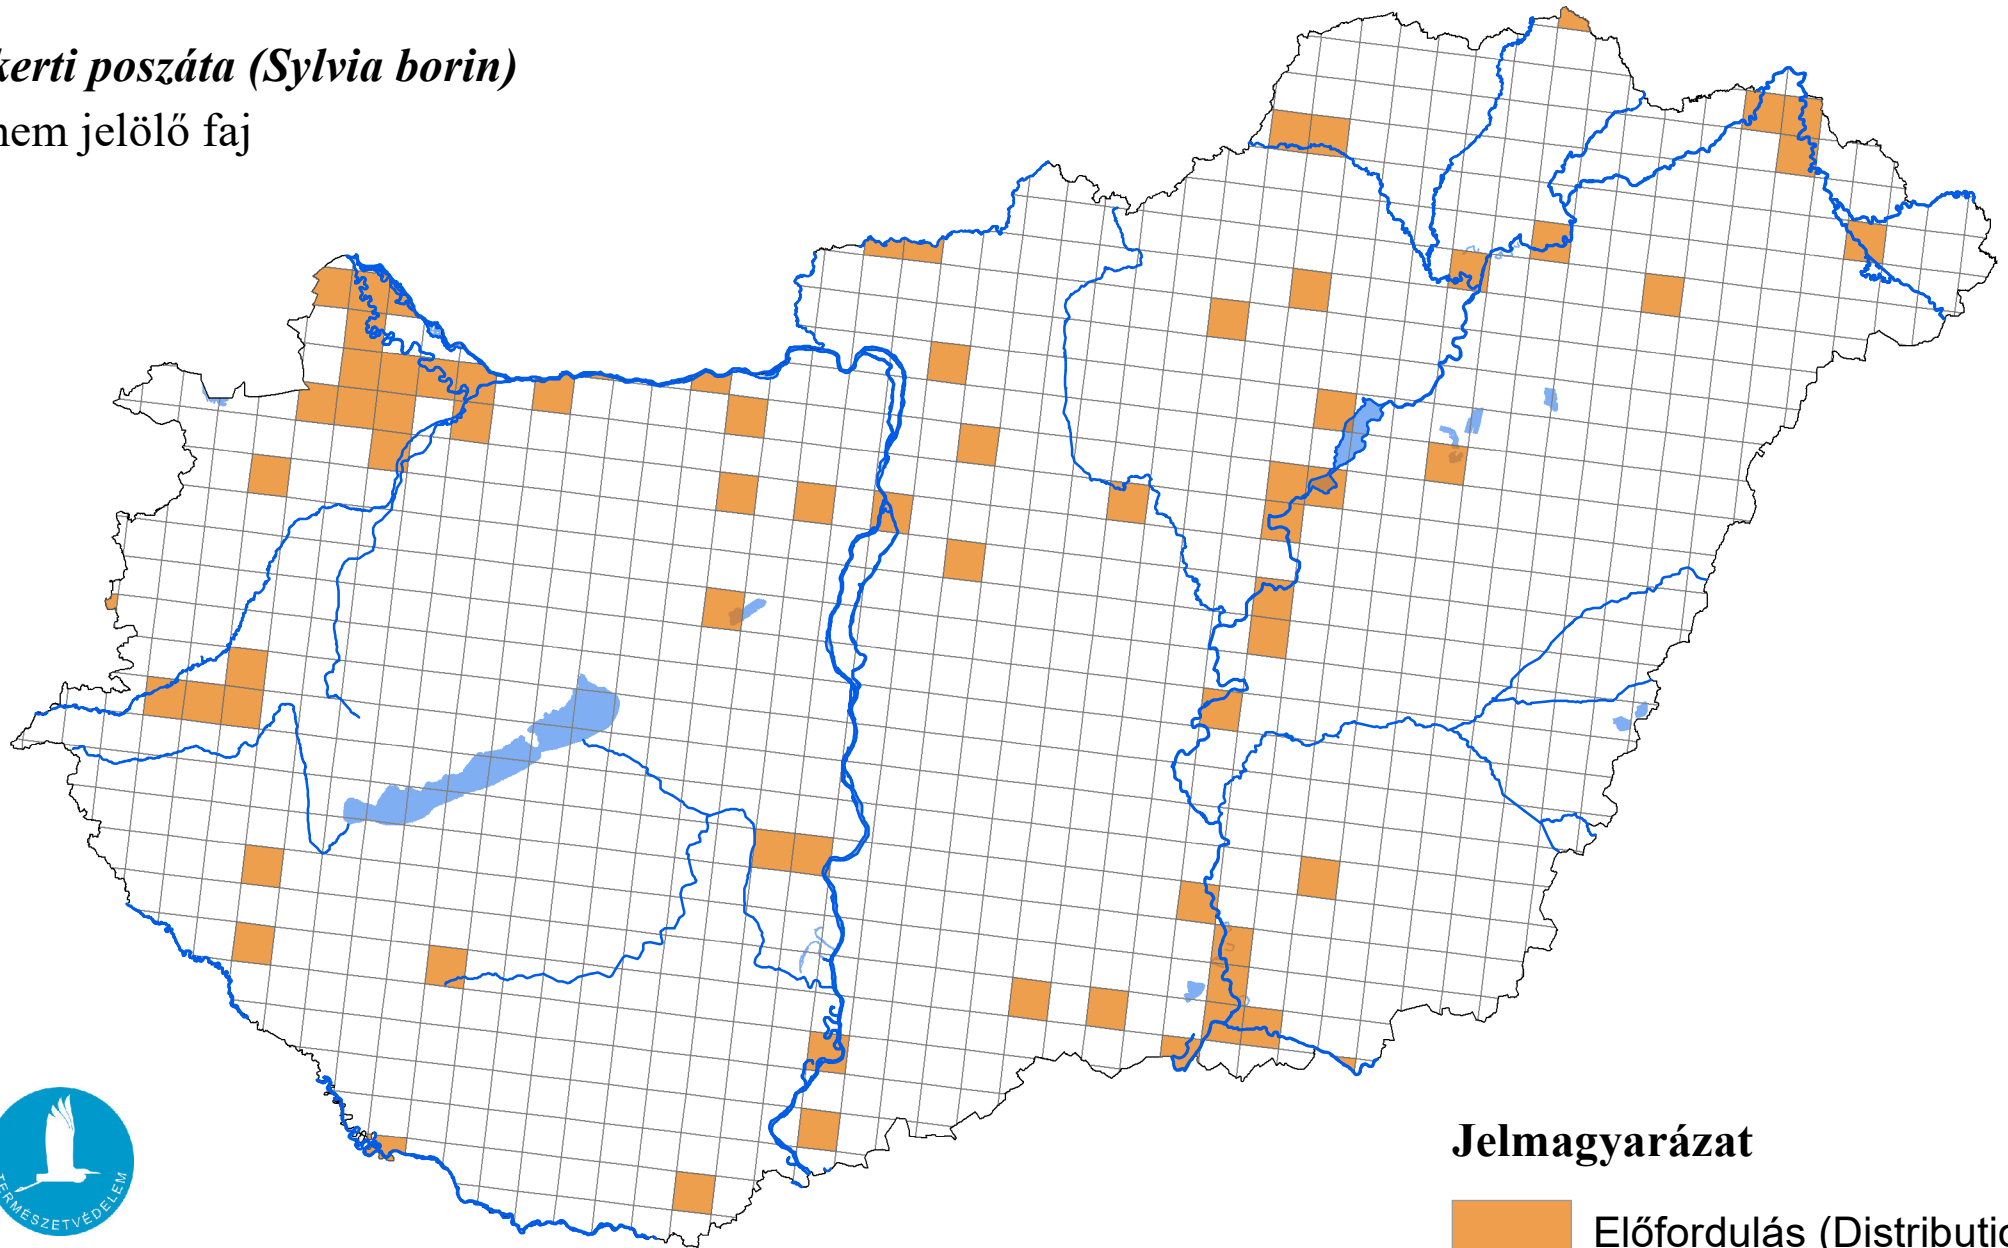 kerti poszáta (Sylvia borin)
nem jelölő faj
TERMÉSZETVÉDELEM
Jelmagyarázat
Előfordulás (Distributio